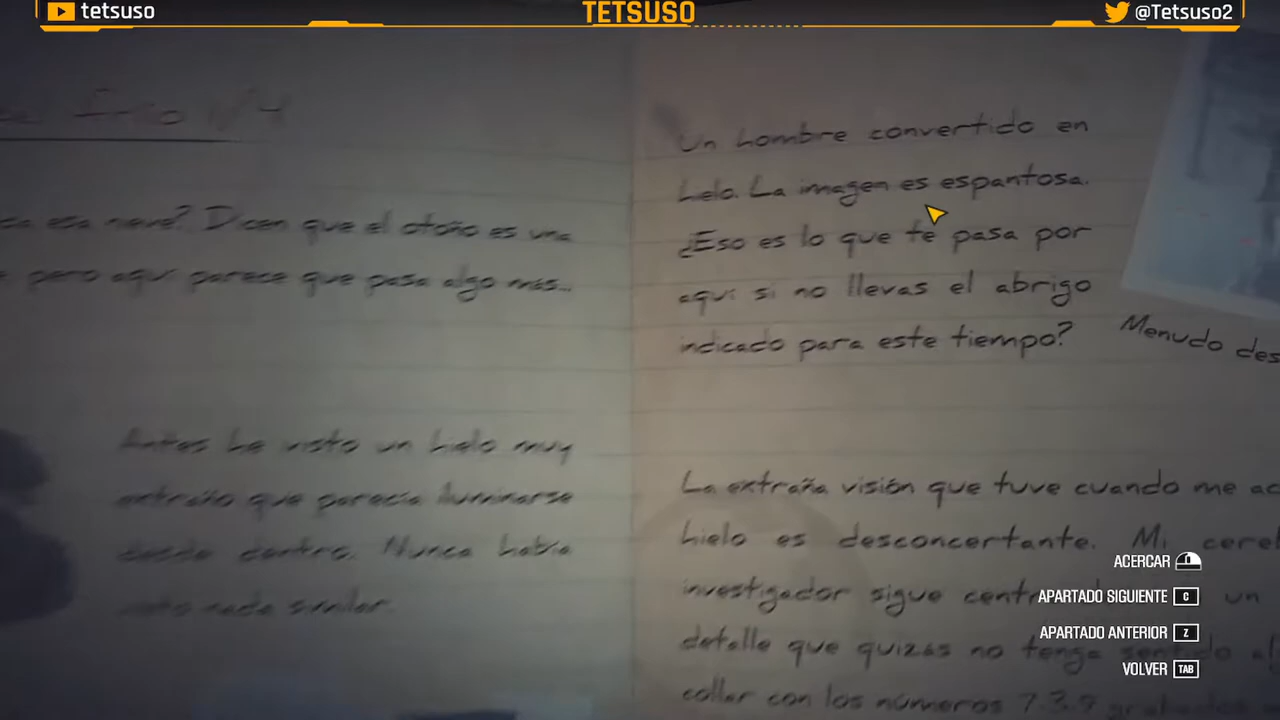 tetsuso
TETSUSO
@Tetsuso2
Frío Nº4
esa nieve? Dicen que el otoño es una
pero aquí parece que pasa algo más...
Antes he visto un hielo muy
extraño que parecía iluminarse
desde dentro. Nunca había
visto nada similar.
Un hombre convertido en
hielo. La imagen es espantosa.
¿Eso es lo que te pasa por
aquí si no llevas el abrigo
indicado para este tiempo?
Menudo des
La extraña visión que tuve cuando me ac
hielo es desconcertante. Mi cereb
investigador sigue centr un
detalle que quizás no tenga sentido al
collar con los números 7.3.9
ACERCAR
APARTADO SIGUIENTE C
APARTADO ANTERIOR Z
VOLVER TAB